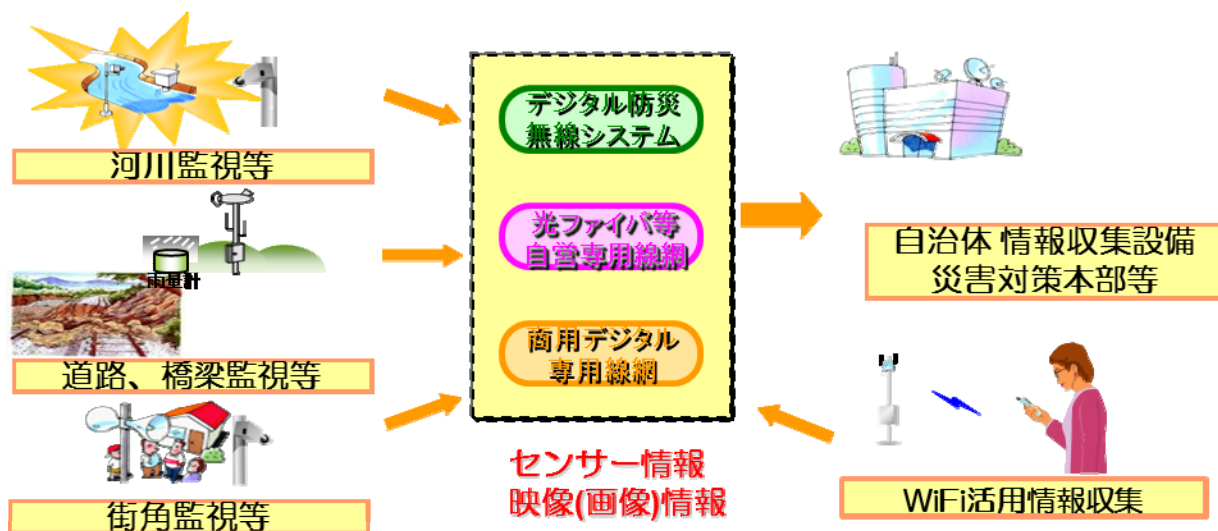 河川監視等
雨量計
道路、橋梁監視等
街角監視等
デジタル防災
無線システム
光ファイバ等
自営専用線網
商用デジタル
専用線網
センサー情報
映像(画像)情報
自治体 情報収集設備
災害対策本部等
WiFi活用情報収集